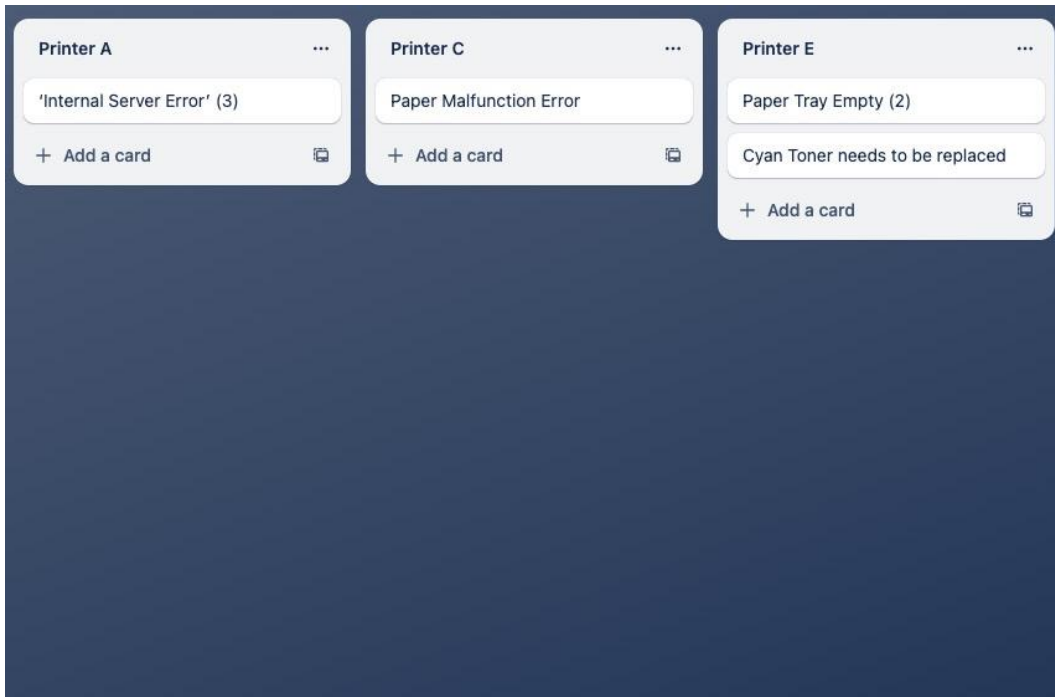 Printer A
‘Internal Server Error’ (3)
Add a card
Printer C
Paper Malfunction Error
Add a card
Printer E
Paper Tray Empty (2)
Cyan Toner needs to be replaced
Add a card